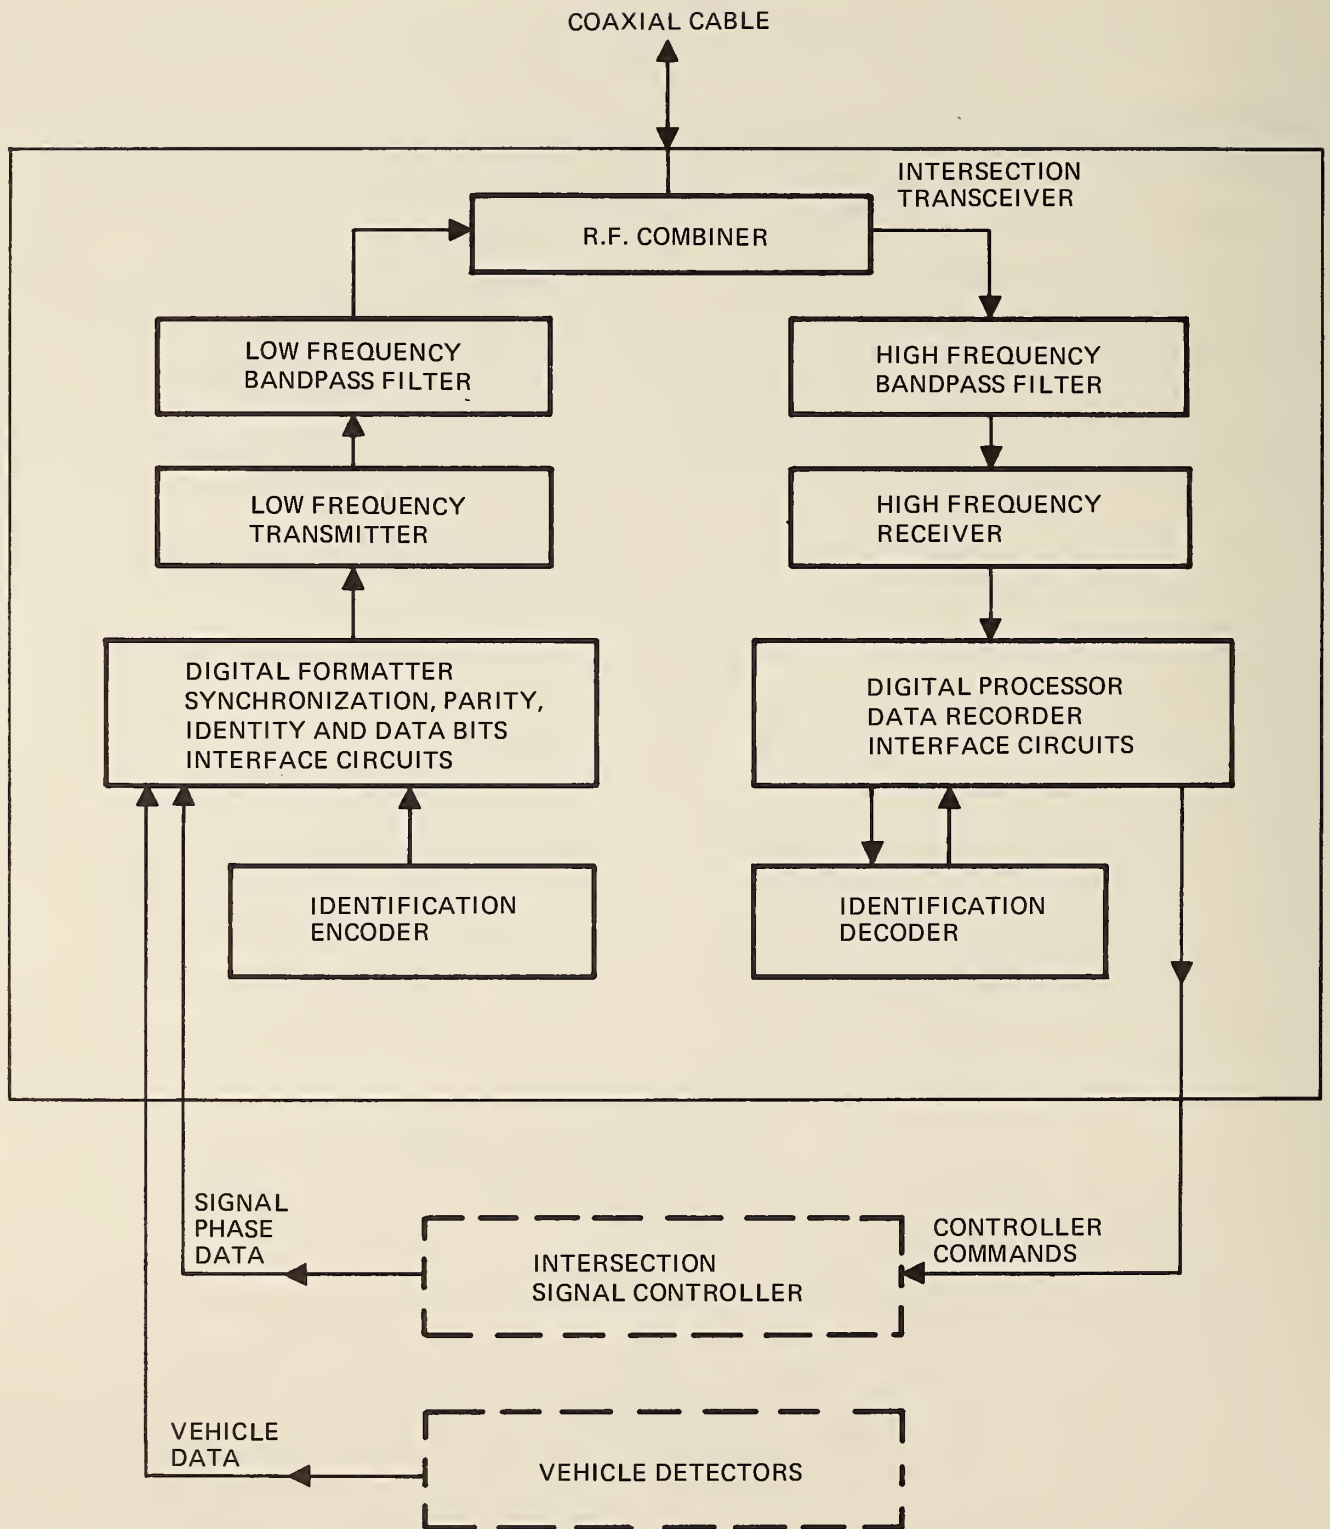 COAXIAL CABLE
INTERSECTION
TRANSCEIVER
R.F. COMBINER
LOW FREQUENCY
BANDPASS FILTER
HIGH FREQUENCY
BANDPASS FILTER
LOW FREQUENCY
TRANSMITTER
HIGH FREQUENCY
RECEIVER
DIGITAL FORMATTER
SYNCHRONIZATION, PARITY,
IDENTITY AND DATA BITS
INTERFACE CIRCUITS
DIGITAL PROCESSOR
DATA RECORDER
INTERFACE CIRCUITS
IDENTIFICATION
ENCODER
IDENTIFICATION
DECODER
SIGNAL
PHASE
DATA
INTERSECTION
SIGNAL CONTROLLER
CONTROLLER
COMMANDS
VEHICLE
DATA
VEHICLE DETECTORS